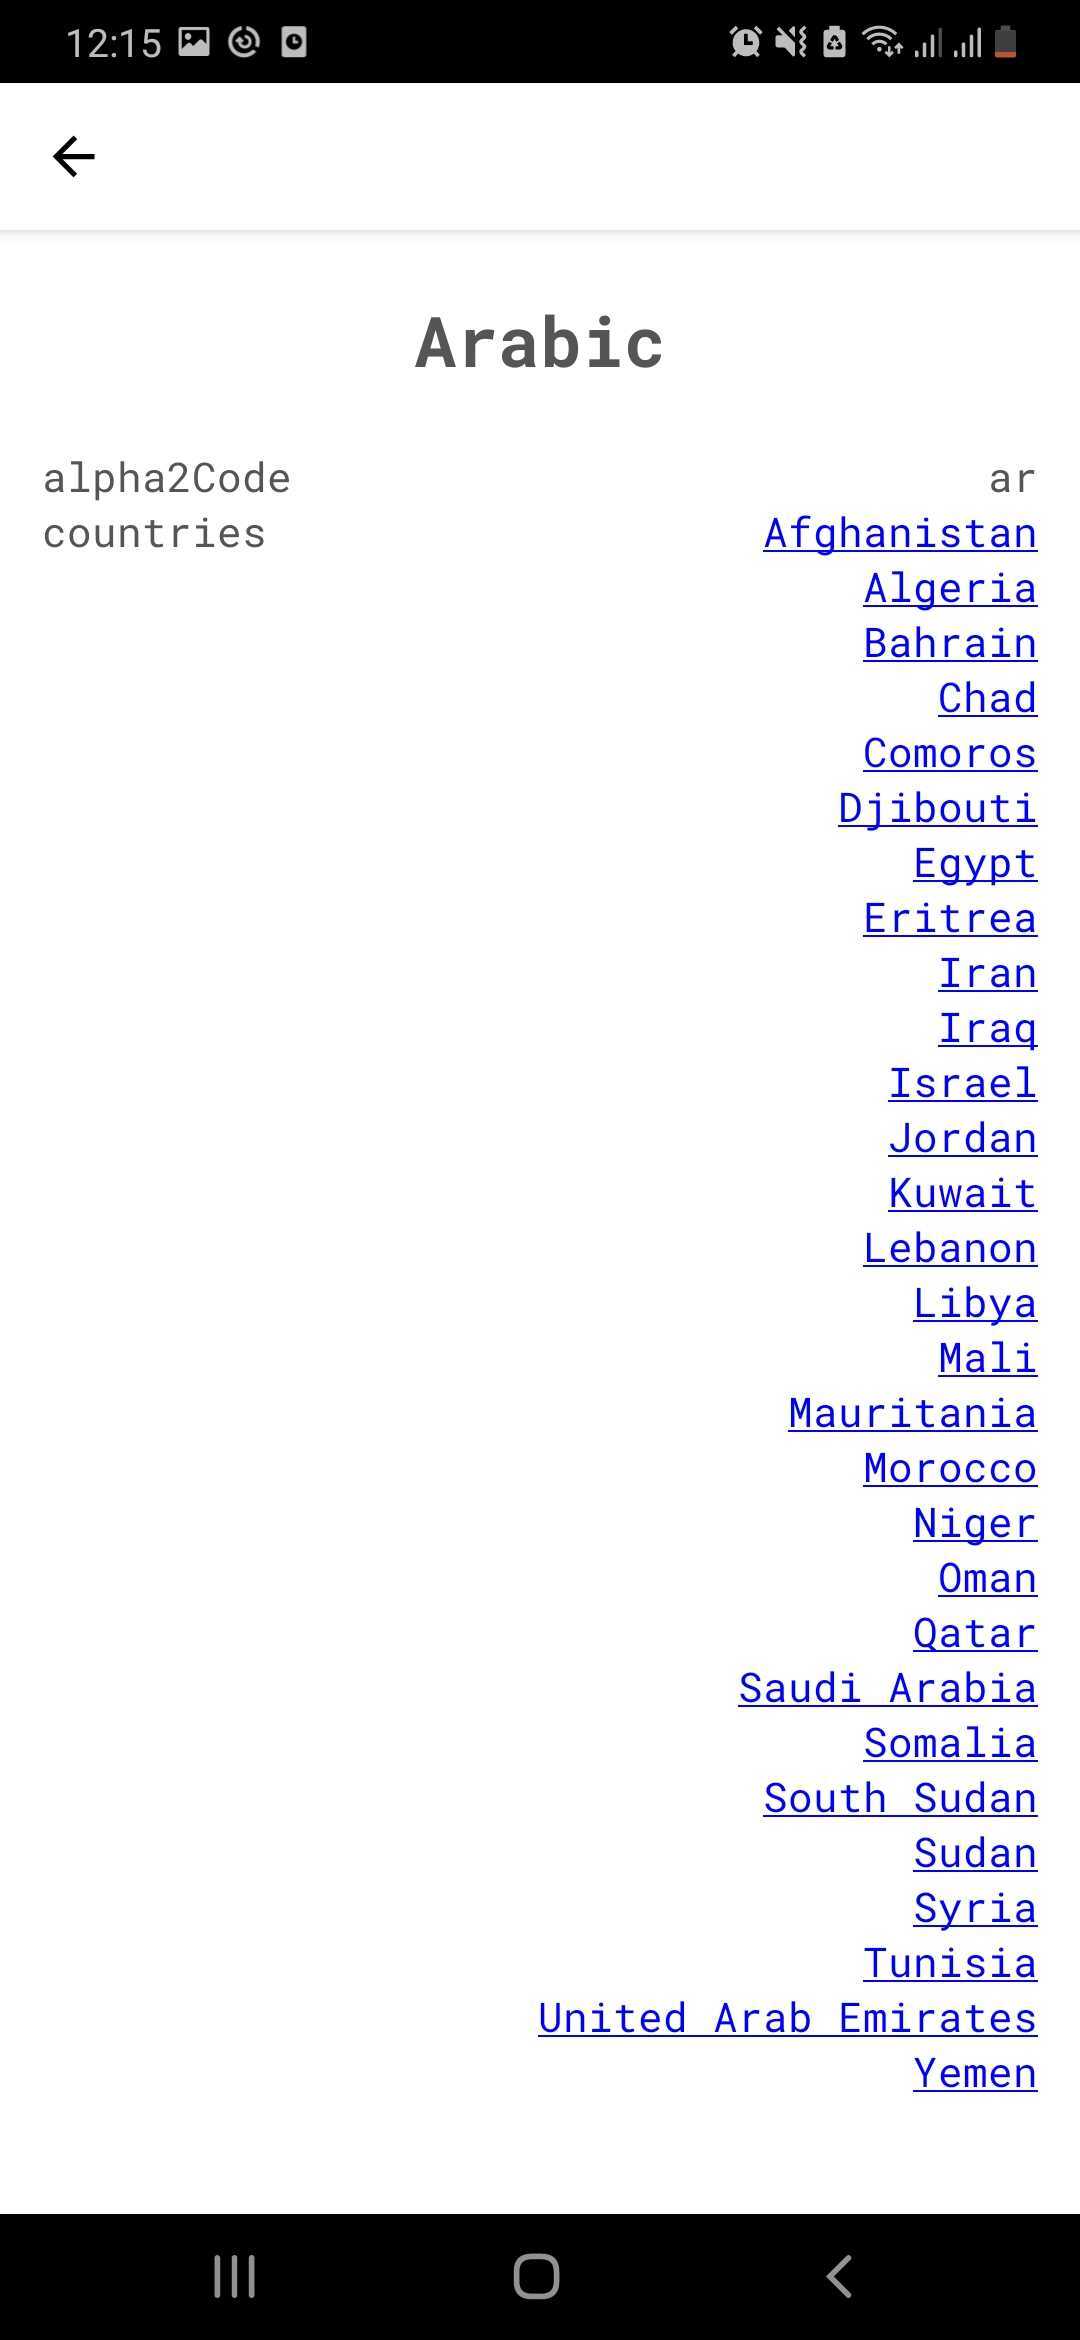 12:15
Arabic
alpha2Code ar
countries Afghanistan
Algeria
Bahrain
Chad
Comoros
Djibouti
Egypt
Eritrea
Iran
Iraq
Israel
Jordan
Kuwait
Lebanon
Libya
Mali
Mauritania
Morocco
Niger
Oman
Qatar
Saudi Arabia
Somalia
South Sudan
Sudan
Syria
Tunisia
United Arab Emirates
Yemen